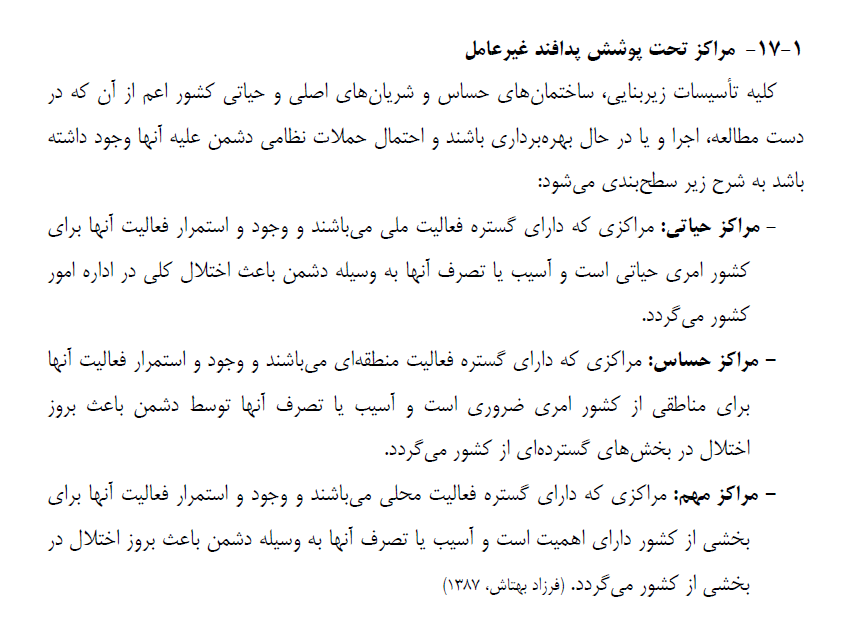 ۱-۱۷- مراکز تحت پوشش پدافند غیرعامل
کلیه تأسیسات زیربنایی، ساختمان‌های حساس و شریان‌های اصلی و حیاتی کشور اعم از آن که در
دست مطالعه، اجرا و یا در حال بهره‌برداری باشند و احتمال حملات نظامی دشمن علیه آنها وجود داشته
باشد به شرح زیر سطح‌بندی می‌شود:
- مراکز حیاتی: مراکزی که دارای گستره فعالیت ملی می‌باشند و وجود و استمرار فعالیت آنها برای
کشور امری حیاتی است و آسیب یا تصرف آنها به وسیله دشمن باعث اختلال کلی در اداره امور
کشور می‌گردد.
- مراکز حساس: مراکزی که دارای گستره فعالیت منطقه‌ای می‌باشند و وجود و استمرار فعالیت آنها
برای مناطقی از کشور امری ضروری است و آسیب یا تصرف آنها توسط دشمن باعث بروز
اختلال در بخش‌های گسترده‌ای از کشور می‌گردد.
- مراکز مهم: مراکزی که دارای گستره فعالیت محلی می‌باشند و وجود و استمرار فعالیت آنها برای
بخشی از کشور دارای اهمیت است و آسیب یا تصرف آنها به وسیله دشمن باعث بروز اختلال در
بخشی از کشور می‌گردد. (فرزاد بهتاش، ۱۳۸۷)